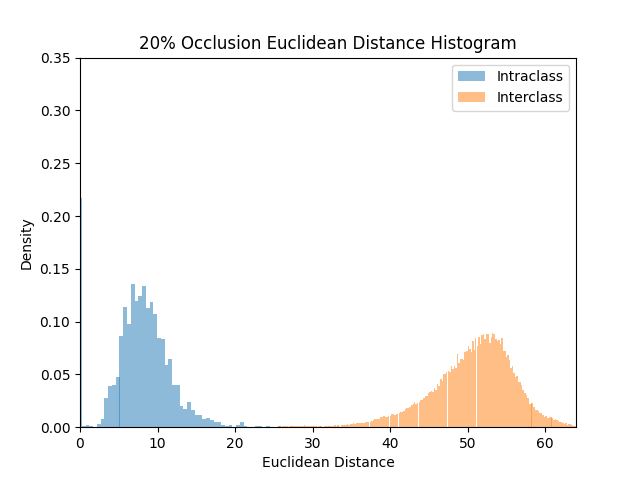 20% Occlusion Euclidean Distance Histogram
0.35
0.30
0.25
0.20
0.15
0.10
0.05
0.00
Density
Intraclass
Interclass
0 10 20 30 40 50 60
Euclidean Distance